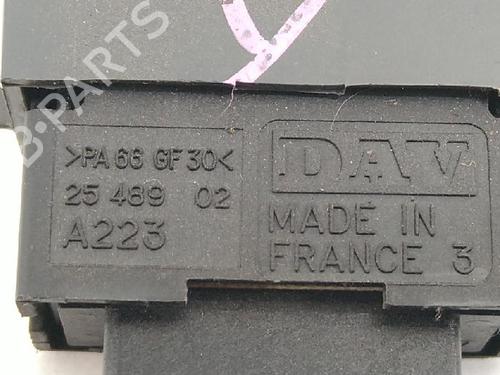 B-PARTS
>PA 66 GF 30<
25 489 02
A223
DAV
MADE IN
FRANCE 3